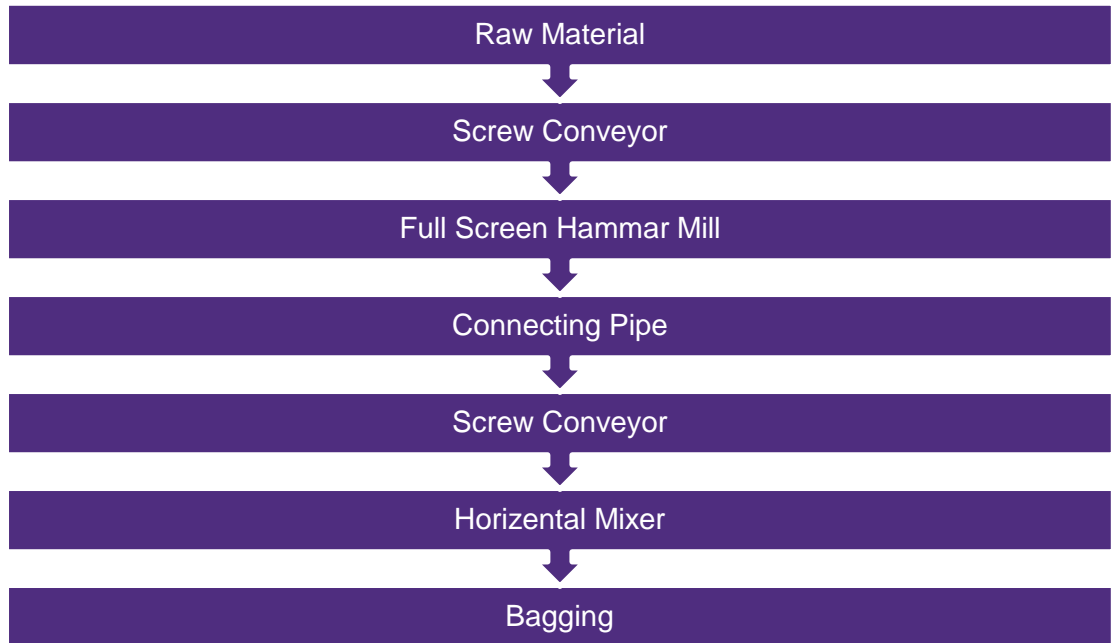 Raw Material
Screw Conveyor
Full Screen Hammar Mill
Connecting Pipe
Screw Conveyor
Horizental Mixer
Bagging